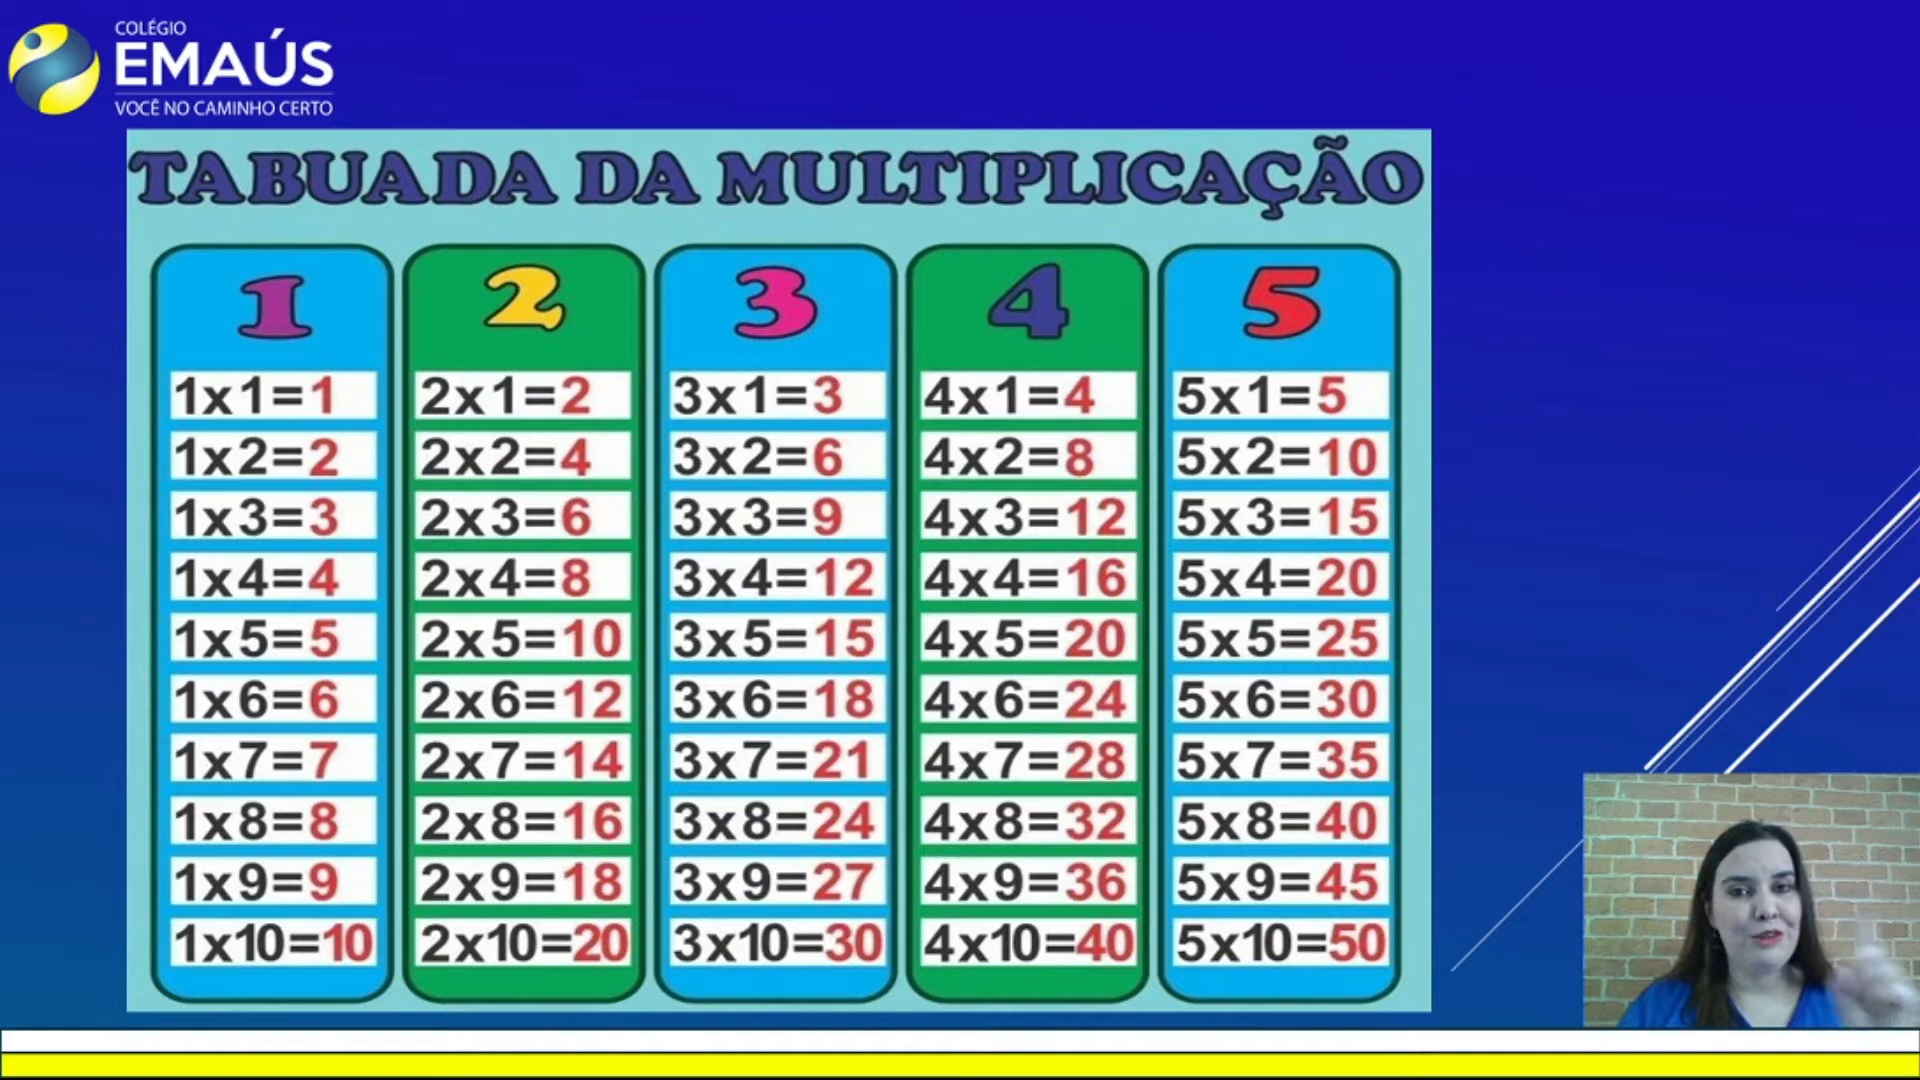 COLÉGIO
EMAÚS
VOCÊ NO CAMINHO CERTO
TABUADA DA MULTIPLICAÇÃO
1
1x1=1
1x2=2
1x3=3
1x4=4
1x5=5
1x6=6
1x7=7
1x8=8
1x9=9
1x10=10
2
2x1=2
2x2=4
2x3=6
2x4=8
2x5=10
2x6=12
2x7=14
2x8=16
2x9=18
2x10=20
3
3x1=3
3x2=6
3x3=9
3x4=12
3x5=15
3x6=18
3x7=21
3x8=24
3x9=27
3x10=30
4
4x1=4
4x2=8
4x3=12
4x4=16
4x5=20
4x6=24
4x7=28
4x8=32
4x9=36
4x10=40
5
5x1=5
5x2=10
5x3=15
5x4=20
5x5=25
5x6=30
5x7=35
5x8=40
5x9=45
5x10=50